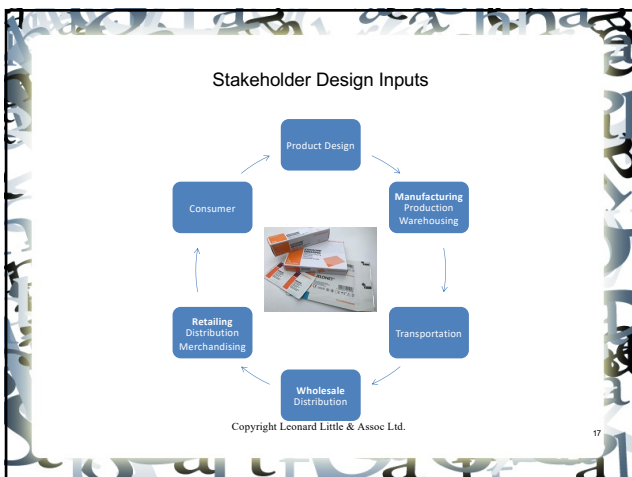 Stakeholder Design Inputs
Product Design
Manufacturing
Production
Warehousing
Transportation
Wholesale
Distribution
Retailing
Distribution
Merchandising
Consumer
Copyright Leonard Little & Assoc Ltd.
17